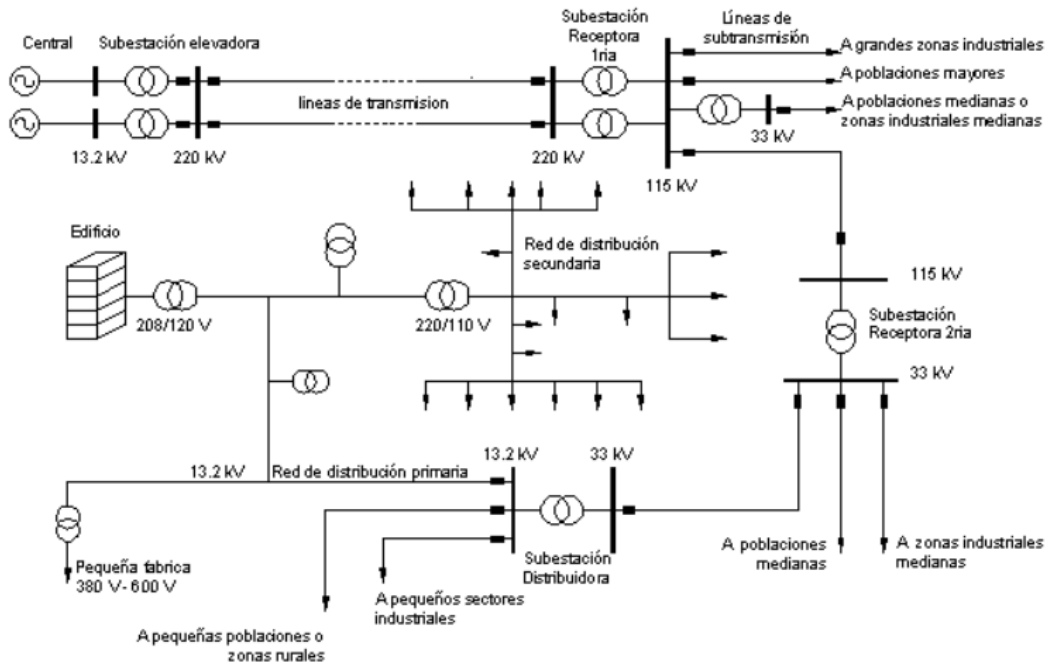 Central
Subestación elevadora
Subestación
Receptora
1ria
Líneas de
subtransmisión
A grandes zonas industriales
A poblaciones mayores
A poblaciones medianas o
zonas industriales medianas
lineas de transmision
13.2 kV
220 kV
220 kV
33 kV
115 kV
Edificio
Red de distribución
secundaria
115 kV
208/120 V
220/110 V
Subestación
Receptora 2ria
33 kV
13.2 kV
Red de distribución primaria
13.2 kV
33 kV
Pequeña fabrica
380 V- 600 V
Subestación
Distribuidora
A poblaciones
medianas
A zonas industriales
medianas
A pequeños sectores
industriales
A pequeñas poblaciones o
zonas rurales